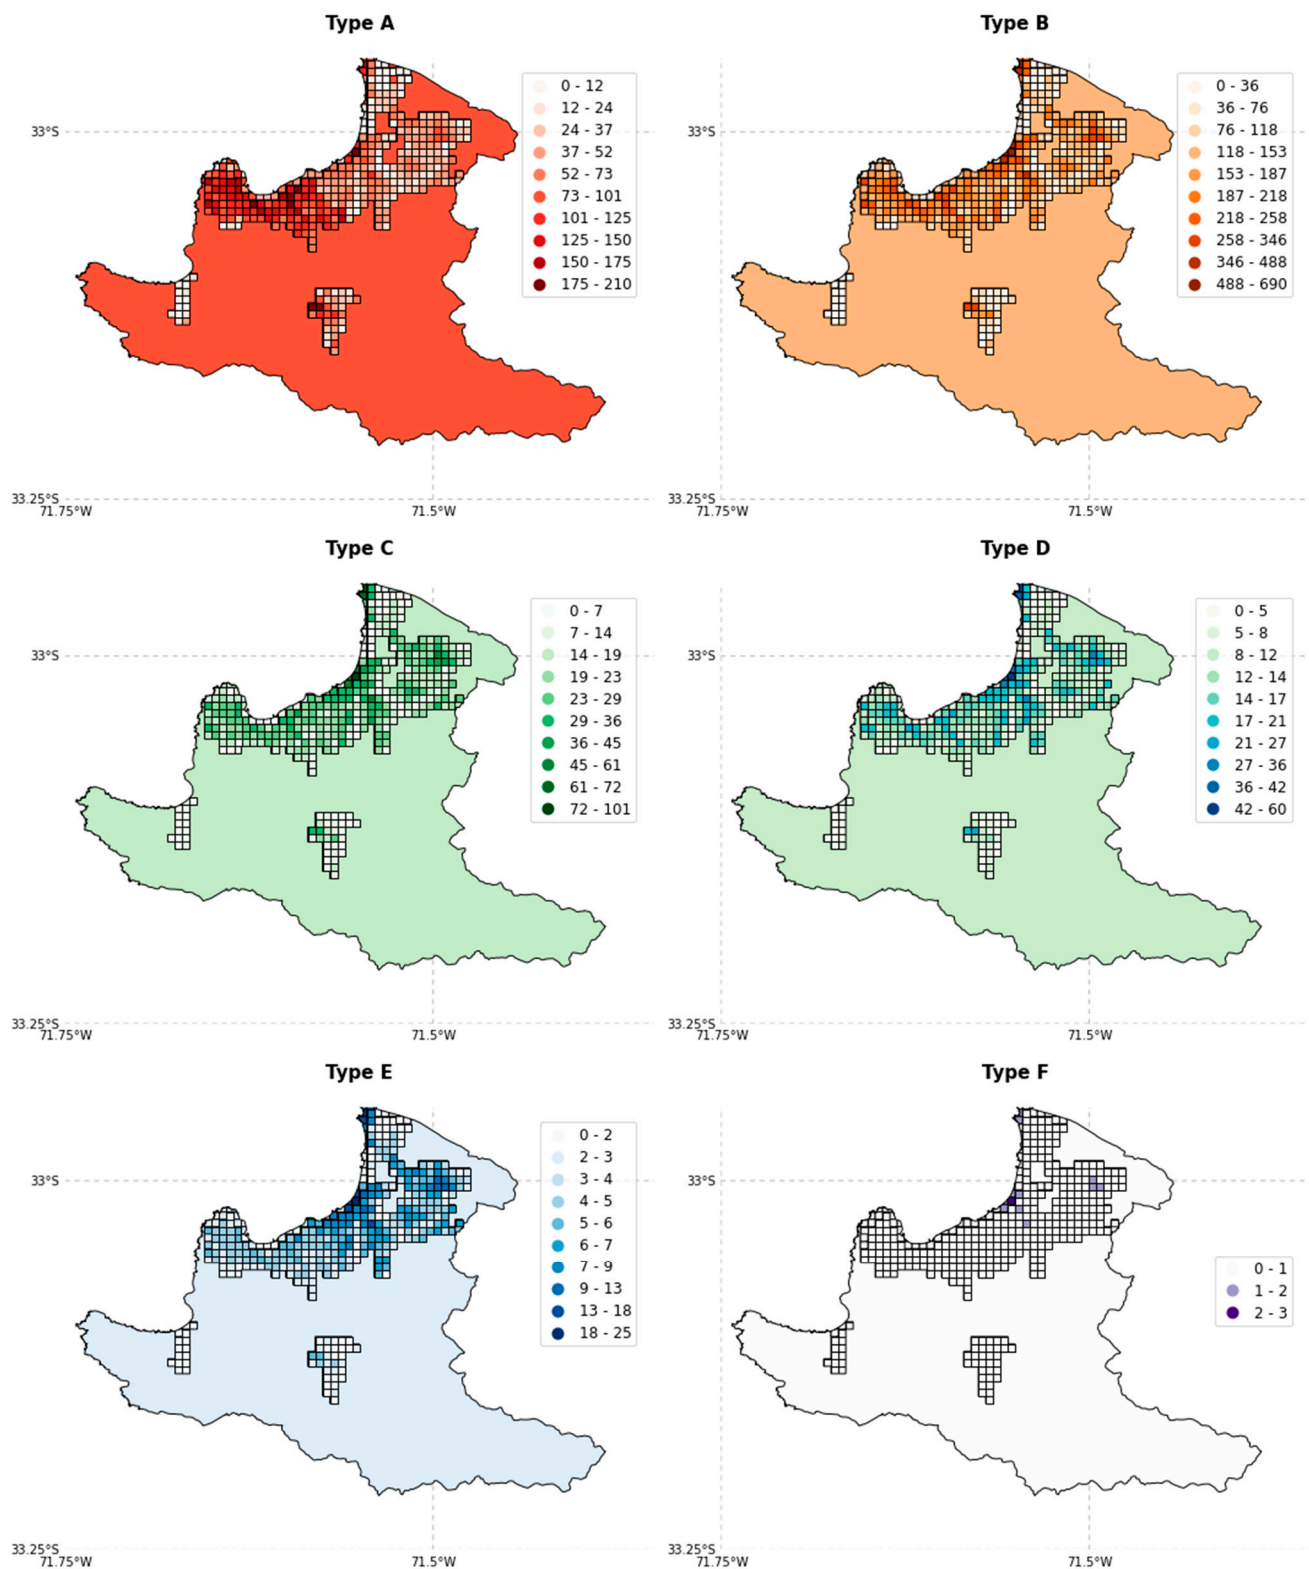 Type A
0 - 12
12 - 24
24 - 37
37 - 52
52 - 73
73 - 101
101 - 125
125 - 150
150 - 175
175 - 210
33°S
33.25°S
71.75°W
71.5°W
Type B
0 - 36
36 - 76
76 - 118
118 - 153
153 - 187
187 - 218
218 - 258
258 - 346
346 - 488
488 - 690
33°S
33.25°S
71.75°W
71.5°W
Type C
0 - 7
7 - 14
14 - 19
19 - 23
23 - 29
29 - 36
36 - 45
45 - 61
61 - 72
72 - 101
33°S
33.25°S
71.75°W
71.5°W
Type D
0 - 5
5 - 8
8 - 12
12 - 14
14 - 17
17 - 21
21 - 27
27 - 36
36 - 42
42 - 60
33°S
33.25°S
71.75°W
71.5°W
Type E
0 - 2
2 - 3
3 - 4
4 - 5
5 - 6
6 - 7
7 - 9
9 - 13
13 - 18
18 - 25
33°S
33.25°S
71.75°W
71.5°W
Type F
0 - 1
1 - 2
2 - 3
33°S
33.25°S
71.75°W
71.5°W